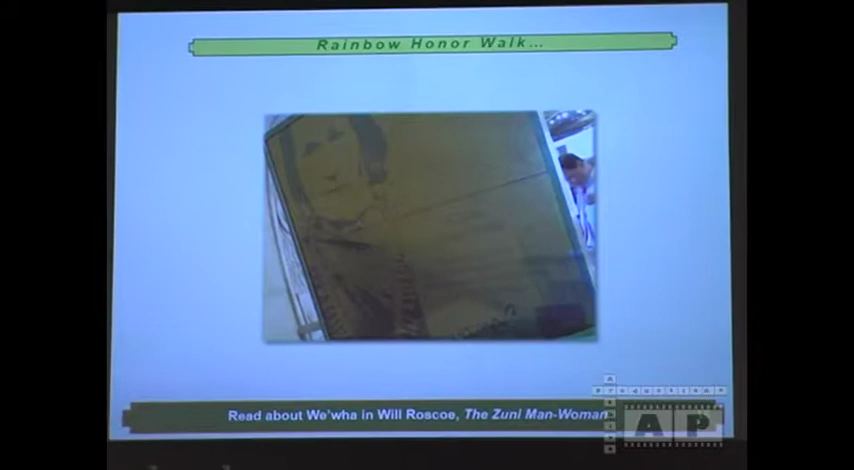 Rainbow Honor Walk...
Read about We'wha in Will Roscoe, The Zuni Man-Woman
AP